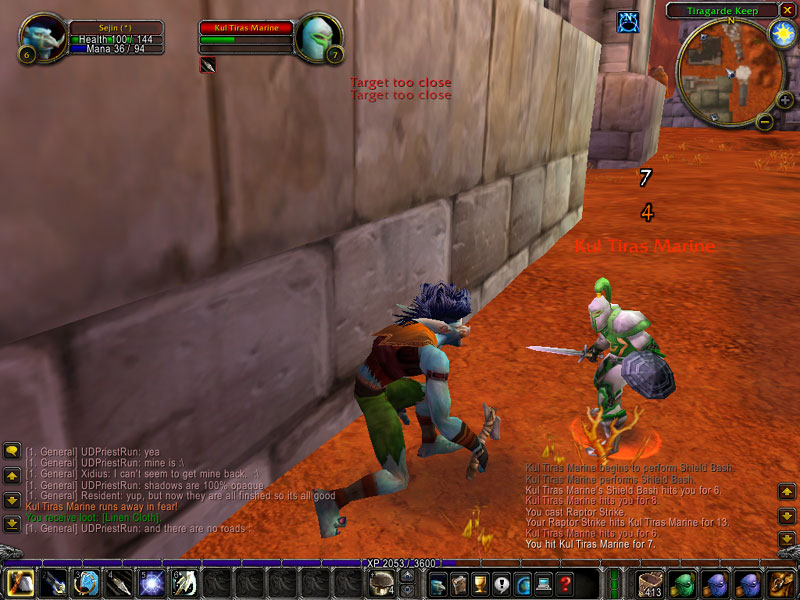 Sejin (*)
Health 100 / 144
Mana 36 / 94
6
Kul Tiras Marine
7
Tiragarde Keep
N
N
Target too close
Target too close
7
4
Kul Tiras Marine
[1. General] UDPriestRun: yea
[1. General] UDPriestRun: mine is :\
[1. General] Xidius: I can't seem to get mine back. :\
[1. General] UDPriestRun: shadows are 100% opaque
[1. General] Resident: yup, but now they are all finshed so its all good
Kul Tiras Marine runs away in fear!
You receive loot: [Linen Cloth].
[1. General] UDPriestRun: and there are no roads :
Kul Tiras Marine begins to perform Shield Bash.
Kul Tiras Marine performs Shield Bash.
Kul Tiras Marine's Shield Bash hits you for 6.
Kul Tiras Marine hits you for 8.
You cast Raptor Strike.
Your Raptor Strike hits Kul Tiras Marine for 13.
Kul Tiras Marine hits you for 6
You hit Kul Tiras Marine for 7.
XP 2053 / 3600
413